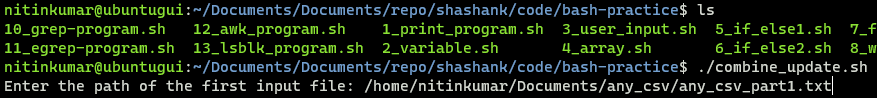 nitinkumar@ubuntugui:~/Documents/Documents/repo/shashank/code/bash-practice$ ls
10_egrep-program.sh 12_awk_program.sh 1_print_program.sh 3_user_input.sh 5_if_else1.sh 7_f
11_egrep-program.sh 13_lsblk_program.sh 2_variable.sh 4_array.sh 6_if_else2.sh 8_w
nitinkumar@ubuntugui:~/Documents/Documents/repo/shashank/code/bash-practice$ ./combine_update.sh
Enter the path of the first input file: /home/nitinkumar/Documents/any_csv/any_csv_part1.txt